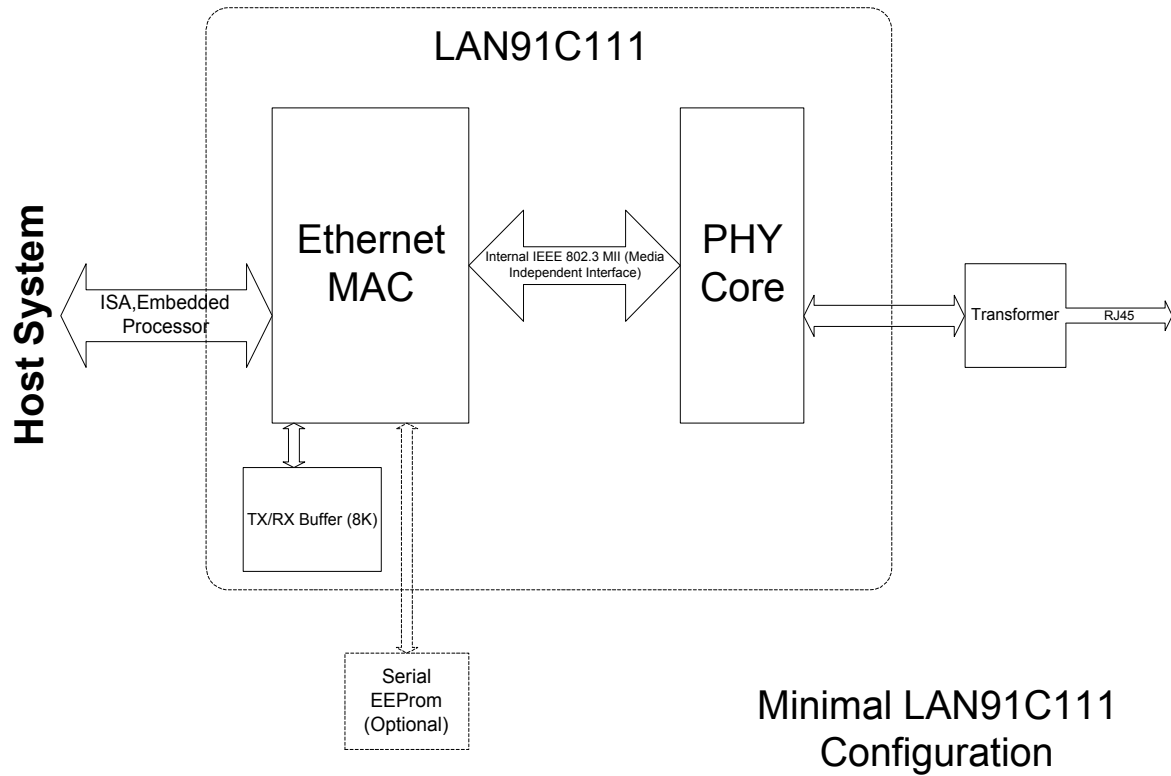 LAN91C111
Host System
ISA,Embedded
Processor
Ethernet
MAC
Internal IEEE 802.3 MII (Media
Independent Interface)
PHY
Core
Transformer
RJ45
TX/RX Buffer (8K)
Serial
EEProm
(Optional)
Minimal LAN91C111
Configuration